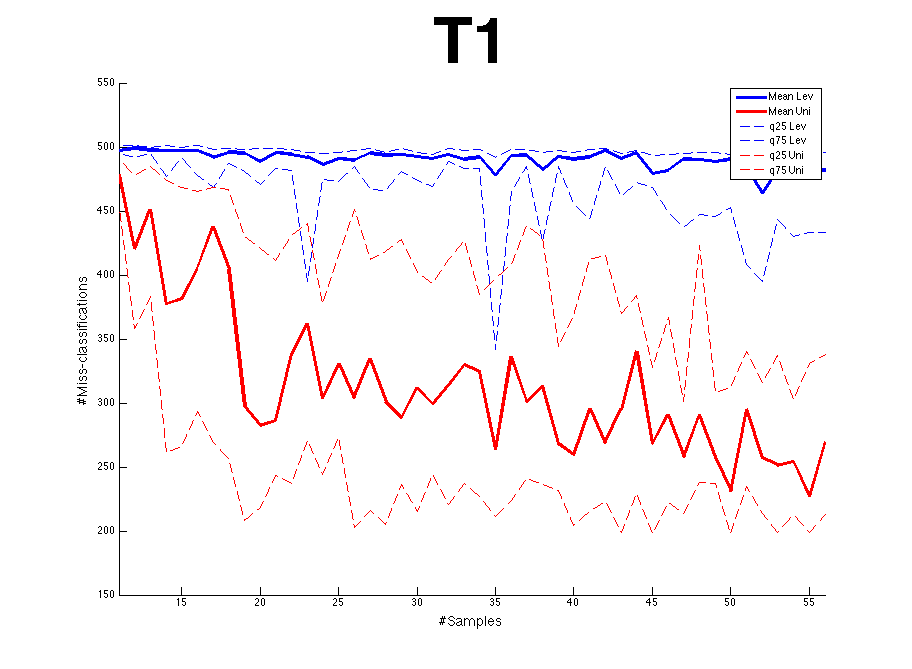 T1
550
500
450
400
350
300
250
200
150
#Miss-classifications
Mean Lev
Mean Uni
q25 Lev
q75 Lev
q25 Uni
q75 Uni
15 20 25 30 35 40 45 50 55
#Samples